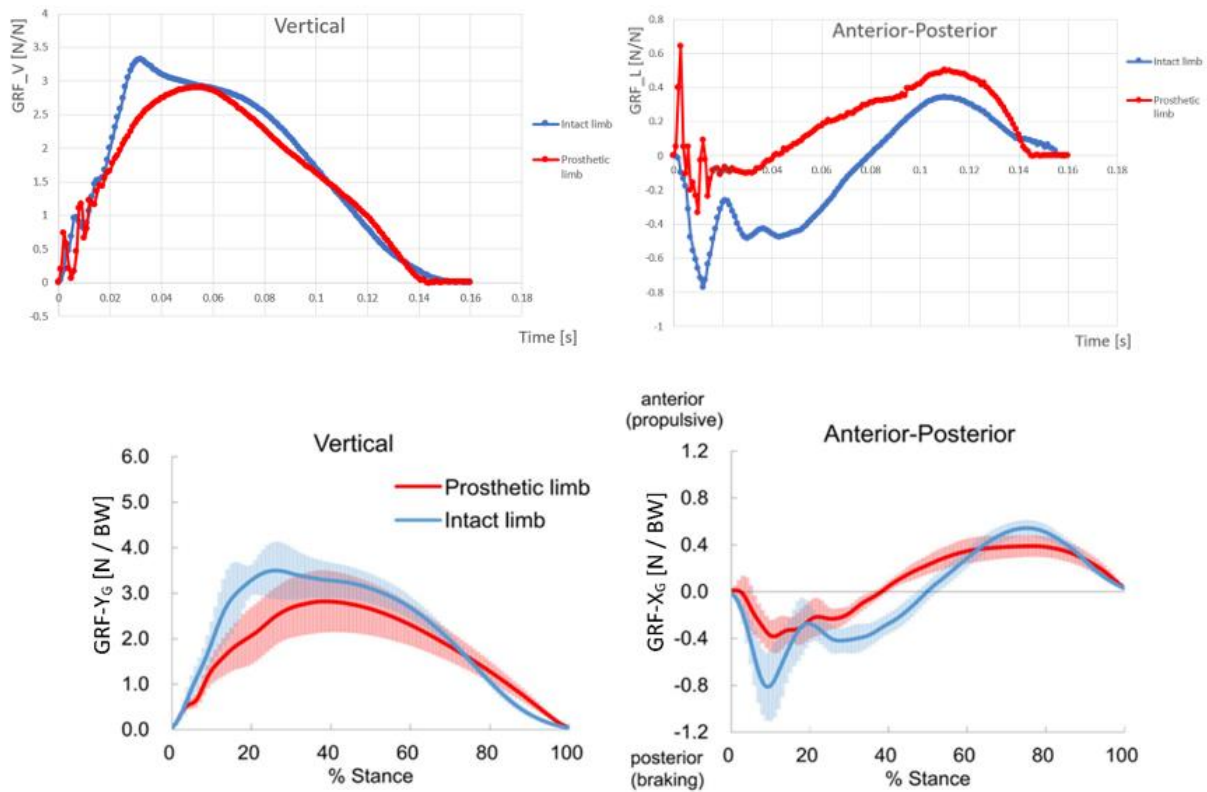 Vertical
GRF_V [N/N]
4
3.5
3
2.5
2
1.5
1
0.5
0
-0.5
0 0.02 0.04 0.06 0.08 0.1 0.12 0.14 0.16 0.18
Time [s]
Intact limb
Prosthetic
limb
Anterior-Posterior
GRF_L [N/N]
0.8
0.6
0.4
0.2
0
-0.2
-0.4
-0.6
-0.8
-1
0 0.02 0.04 0.06 0.08 0.1 0.12 0.14 0.16 0.18
Time [s]
Intact limb
Prosthetic
limb
Vertical
GRF-YG [N / BW]
6.0
5.0
4.0
3.0
2.0
1.0
0.0
0 20 40 60 80 100
% Stance
Prosthetic limb
Intact limb
anterior
(propulsive)
Anterior-Posterior
GRF-XG [N / BW]
1.2
0.8
0.4
0.0
-0.4
-0.8
-1.2
0 20 40 60 80 100
posterior
(braking)
% Stance